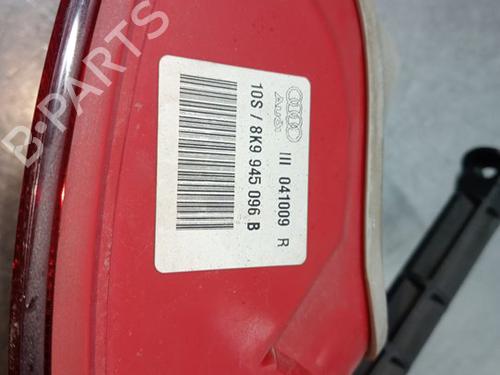 Audi
III 041009 R
10S / 8K9 945 096 B
B-PARTS